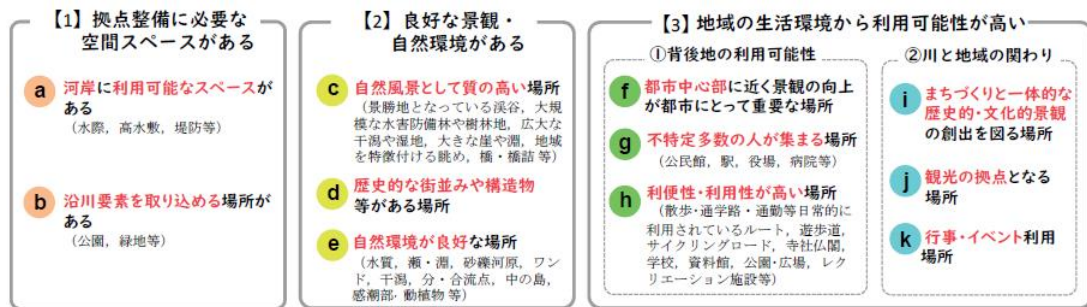 【1】拠点整備に必要な
空間スペースがある
a
河岸に利用可能なスペースが
ある
（水際，高水敷，堤防等）
b
沿川要素を取り込める場所が
ある
（公園，緑地等）
【2】良好な景観・
自然環境がある
c
自然風景として質の高い場所
（景勝地となっている渓谷，大規
模な水害防備林や樹林地，広大な
干潟や湿地，大きな崖や淵，地域
を特徴付ける眺め，橋・橋詰 等）
d
歴史的な街並みや構造物
等がある場所
e
自然環境が良好な場所
（水質，瀬・淵，砂礫河原，ワン
ド，干潟，分・合流点，中の島，
感潮部・動植物 等）
【3】地域の生活環境から利用可能性が高い
①背後地の利用可能性
f
都市中心部に近く景観の向上
が都市にとって重要な場所
g
不特定多数の人が集まる場所
（公民館，駅，役場，病院等）
h
利便性・利用性が高い場所
（散歩・通学路・通勤等日常的に
利用されているルート，遊歩道，
サイクリングロード，寺社仏閣，
学校，資料館，公園・広場，レク
リエーション施設等）
②川と地域の関わり
i
まちづくりと一体的な
歴史的・文化的景観
の創出を図る場所
j
観光の拠点となる
場所
k
行事・イベント利用
場所